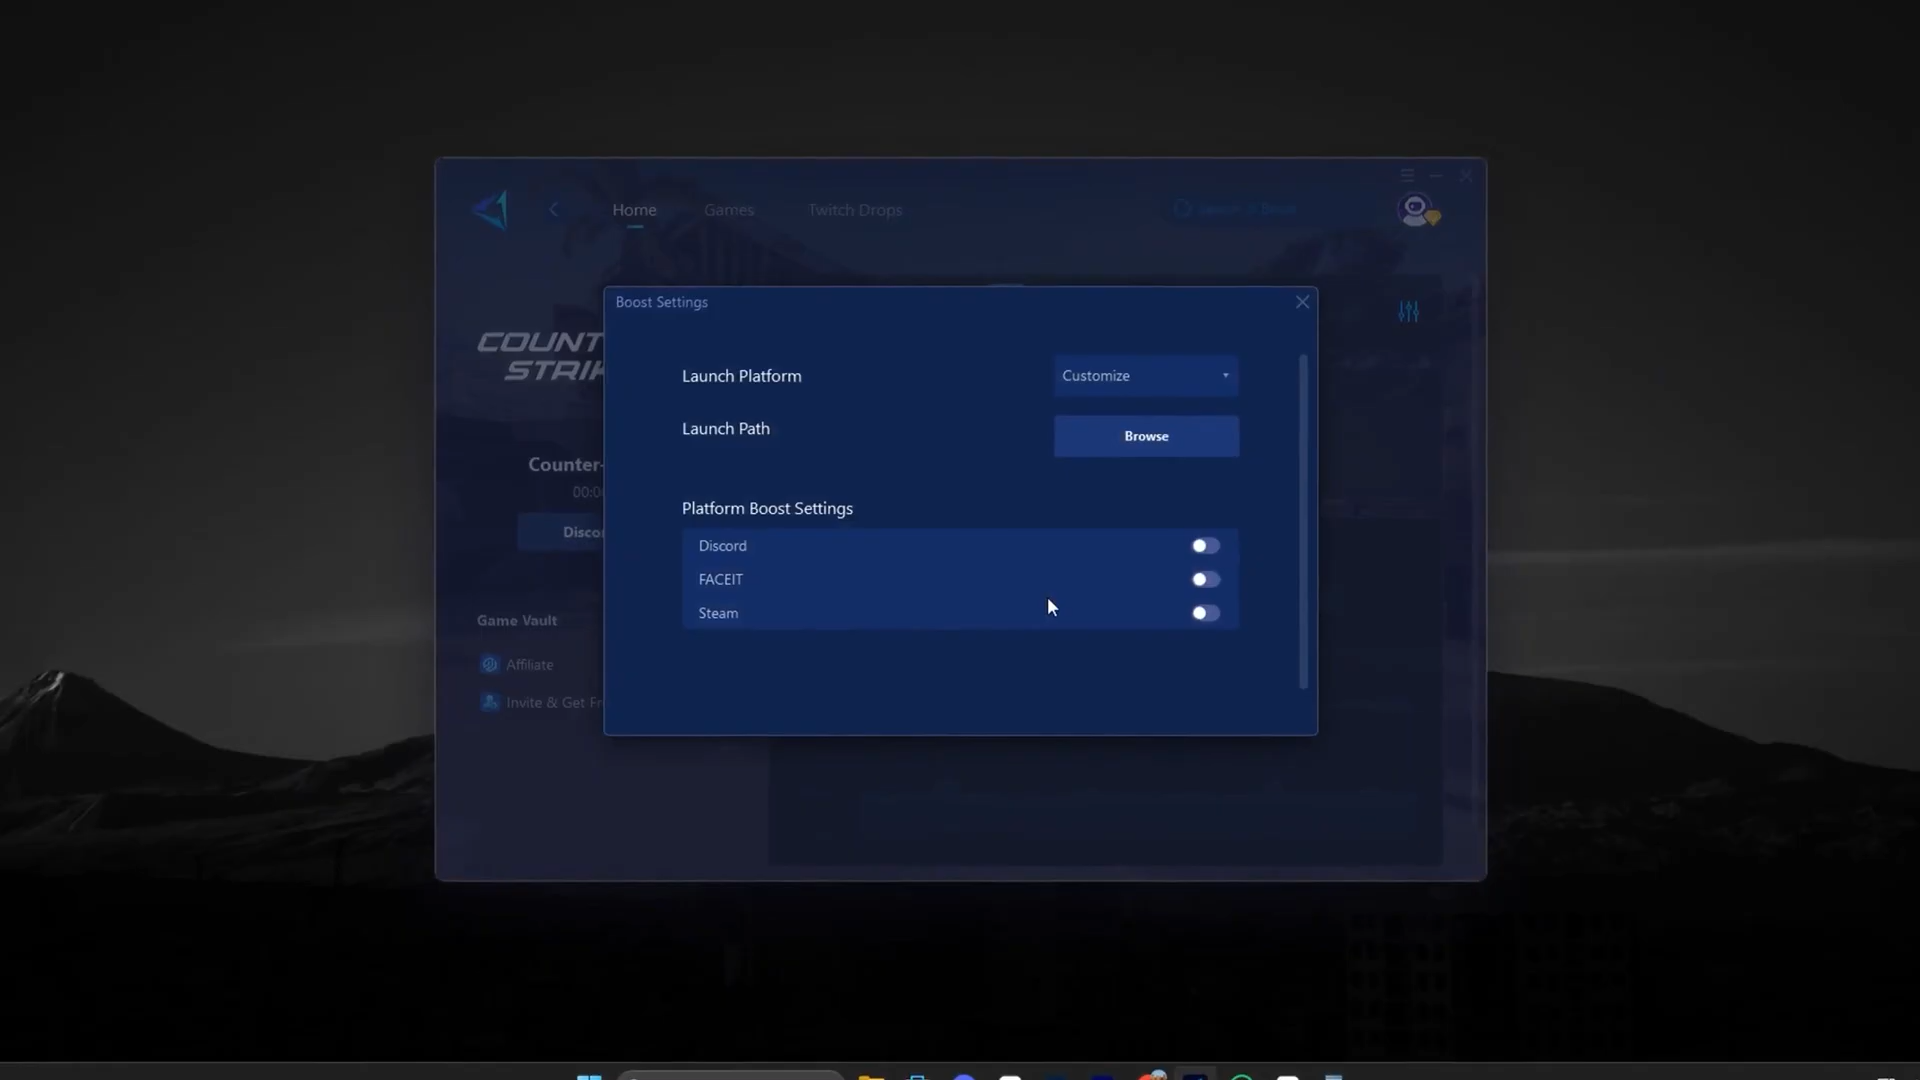 Home
Games
Twitch Drops
Boost Settings
COUNT
STRIK
Launch Platform
Customize
Launch Path
Browse
Counter-
Platform Boost Settings
Discord
FACEIT
Steam
Disco
Game Vault
Affiliate
Invite & Get Fr